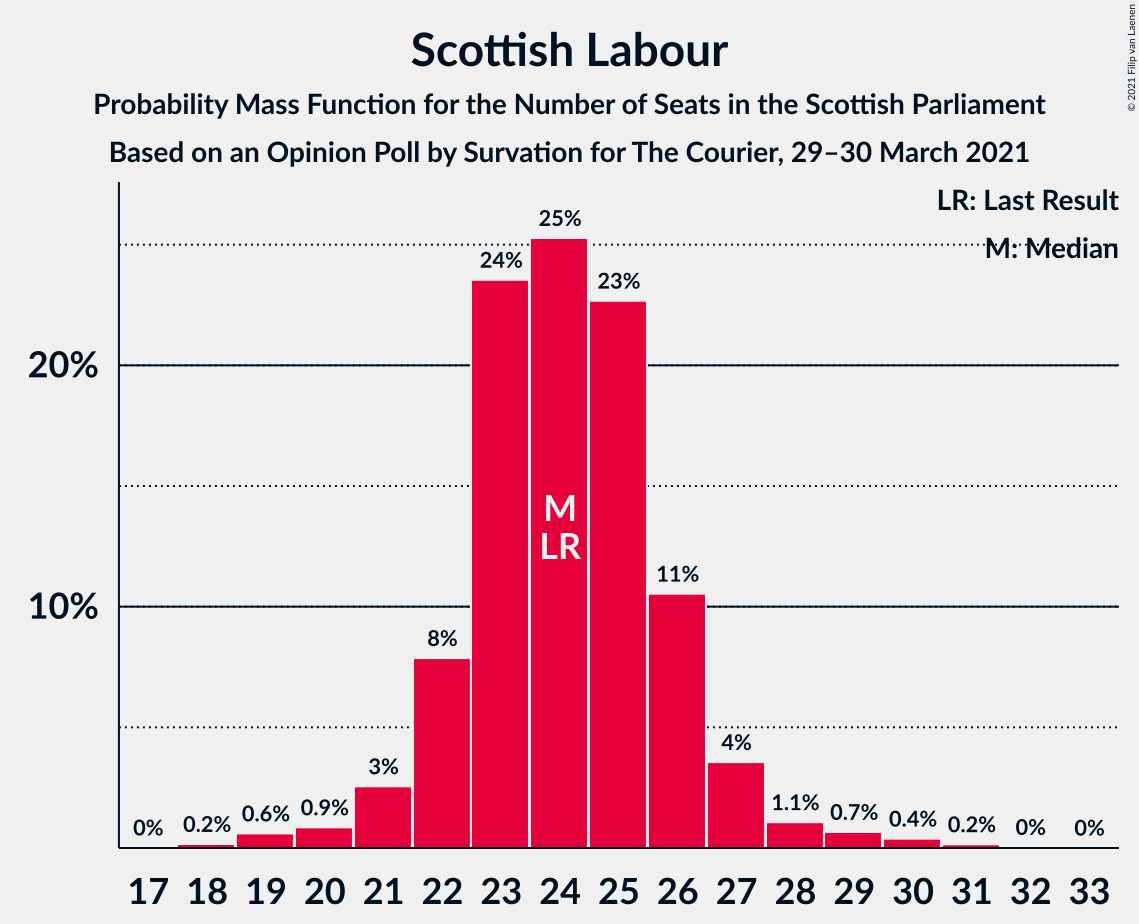 Scottish Labour
Probability Mass Function for the Number of Seats in the Scottish Parliament
Based on an Opinion Poll by Survation for The Courier, 29–30 March 2021
© 2021 Filip van Laenen
LR: Last Result
M: Median
25%
24%
23%
20%
M
LR
11%
10%
8%
4%
3%
0% 0.2% 0.6% 0.9% 1.1% 0.7% 0.4% 0.2% 0% 0%
17 18 19 20 21 22 23 24 25 26 27 28 29 30 31 32 33